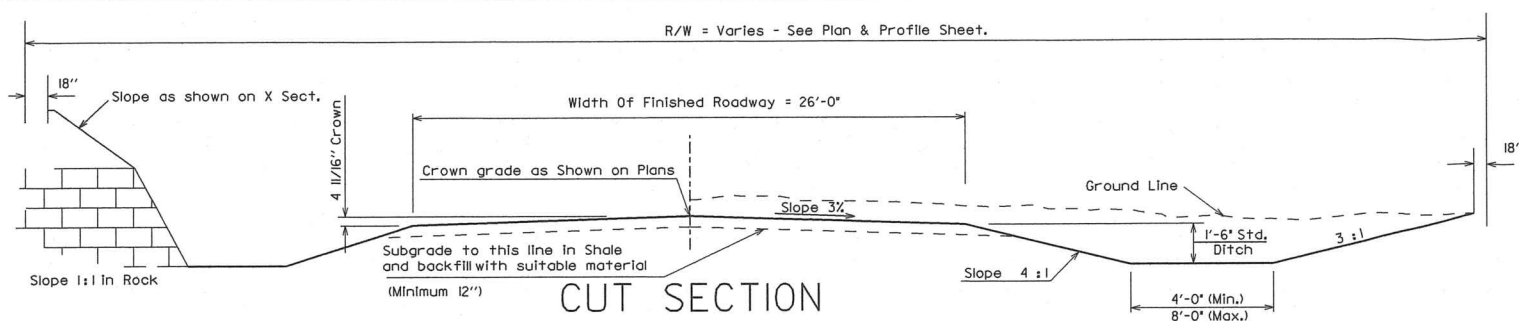 R/W = Varies - See Plan & Profile Sheet.
18"
Slope as shown on X Sect.
Width Of Finished Roadway = 26'-0"
4 11/16" Crown
Crown grade as Shown on Plans
Slope 3%
Ground Line
18'
1'-6" Std.
Ditch
3 :1
Subgrade to this line in Shale
and backfill with suitable material
(Minimum 12")
Slope 1:1 in Rock
Slope 4 :1
CUT SECTION
4'-0" (Min.)
8'-0" (Max.)